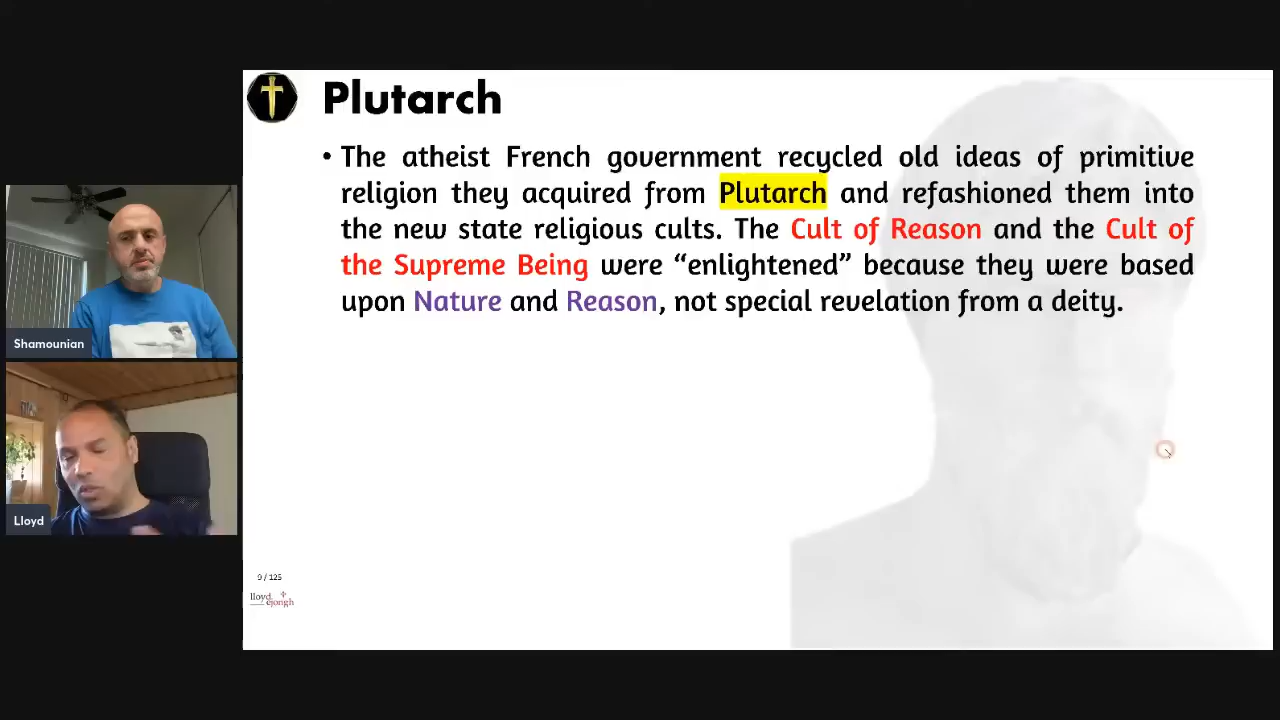 Plutarch
• The atheist French government recycled old ideas of primitive
religion they acquired from Plutarch and refashioned them into
the new state religious cults. The Cult of Reason and the Cult of
the Supreme Being were “enlightened” because they were based
upon Nature and Reason, not special revelation from a deity.
Shamounian
Lloyd
9 / 125
lloyd
ejongh